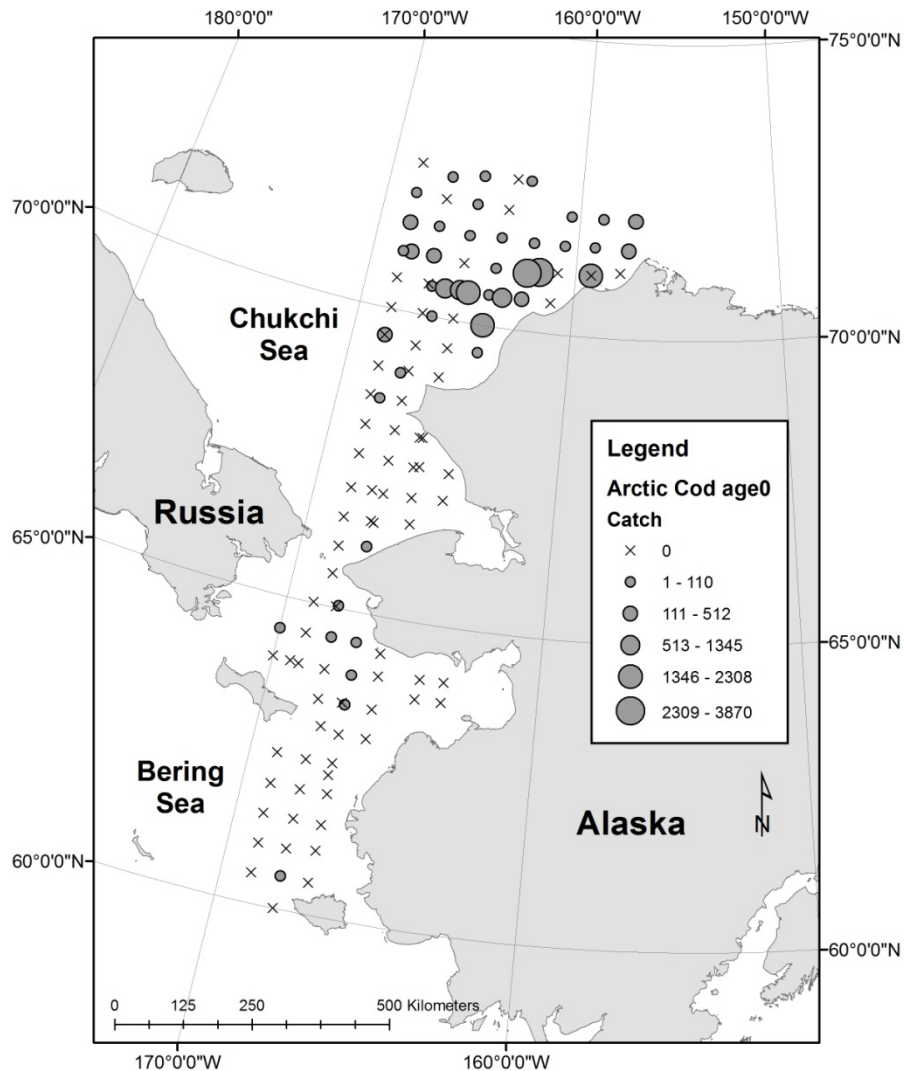 180°0'0"
170°0'0"W
160°0'0"W
150°0'0"W
75°0'0"N
70°0'0"N
Chukchi
Sea
70°0'0"N
Legend
Arctic Cod age0
Catch
0
1 - 110
111 - 512
513 - 1345
1346 - 2308
2309 - 3870
Russia
65°0'0"N
65°0'0"N
Bering
Sea
Alaska
N
60°0'0"N
60°0'0"N
0 125 250 500 Kilometers
170°0'0"W
160°0'0"W